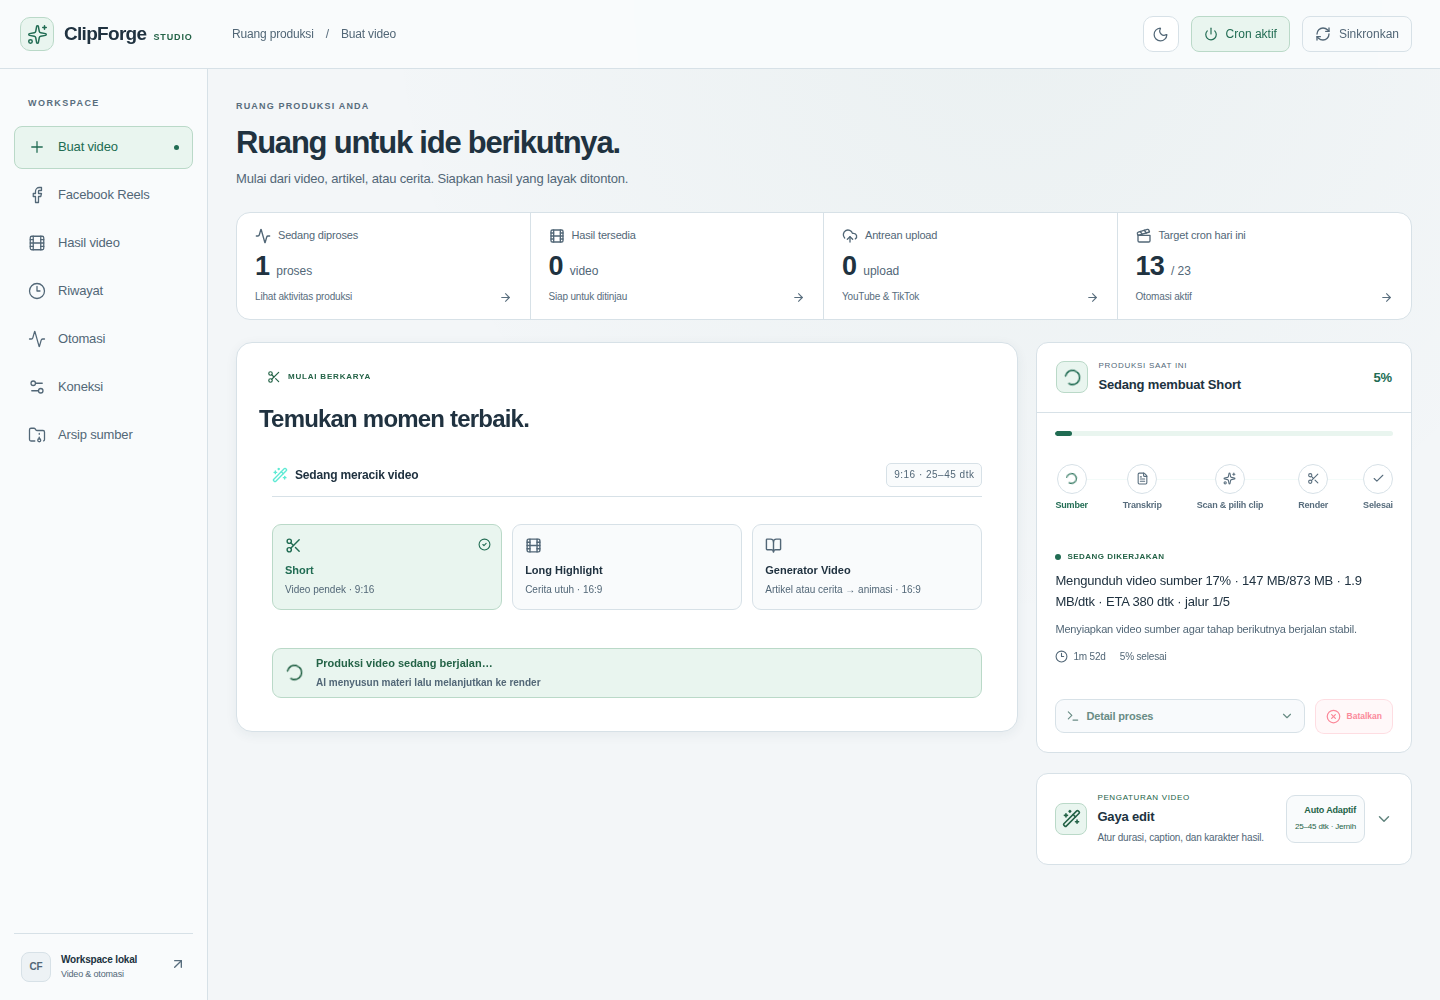 ClipForge STUDIO
Ruang produksi / Buat video
Cron aktif
Sinkronkan
WORKSPACE
Buat video
Facebook Reels
Hasil video
Riwayat
Otomasi
Koneksi
Arsip sumber
CF
Workspace lokal
Video & otomasi
RUANG PRODUKSI ANDA
Ruang untuk ide berikutnya.
Mulai dari video, artikel, atau cerita. Siapkan hasil yang layak ditonton.
Sedang diproses
1 proses
Lihat aktivitas produksi
Hasil tersedia
0 video
Siap untuk ditinjau
Antrean upload
0 upload
YouTube & TikTok
Target cron hari ini
13 / 23
Otomasi aktif
MULAI BERKARYA
Temukan momen terbaik.
Sedang meracik video
9:16 · 25–45 dtk
Short
Video pendek · 9:16
Long Highlight
Cerita utuh · 16:9
Generator Video
Artikel atau cerita → animasi · 16:9
Produksi video sedang berjalan…
AI menyusun materi lalu melanjutkan ke render
PRODUKSI SAAT INI
Sedang membuat Short
5%
Sumber
Transkrip
Scan & pilih clip
Render
Selesai
SEDANG DIKERJAKAN
Mengunduh video sumber 17% · 147 MB/873 MB · 1.9
MB/dtk · ETA 380 dtk · jalur 1/5
Menyiapkan video sumber agar tahap berikutnya berjalan stabil.
1m 52d
5% selesai
Detail proses
Batalkan
PENGATURAN VIDEO
Gaya edit
Atur durasi, caption, dan karakter hasil.
Auto Adaptif
25–45 dtk · Jernih